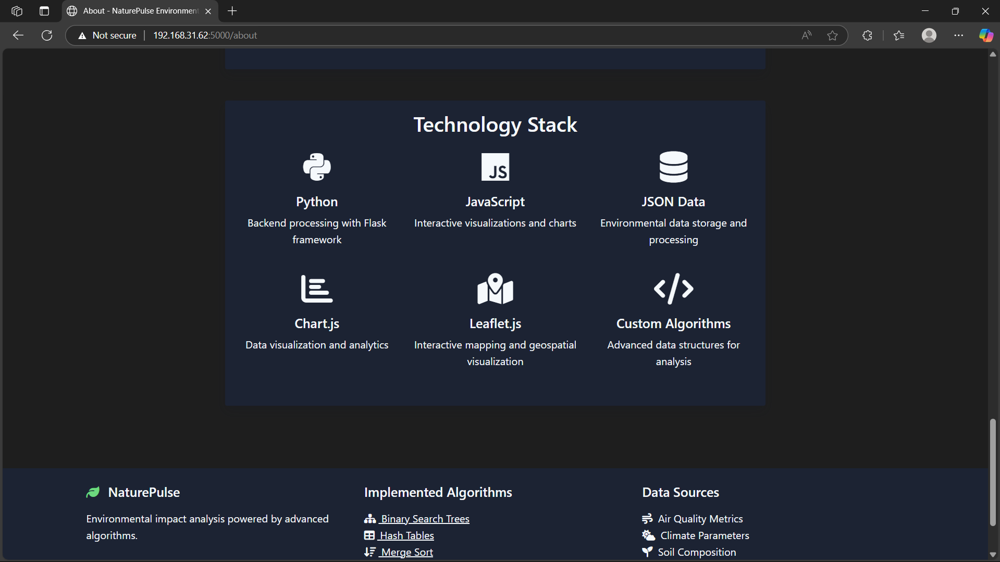 About - NaturePulse Environment
Not secure
192.168.31.62:5000/about
Technology Stack
JS
Python
JavaScript
JSON Data
Backend processing with Flask
framework
Interactive visualizations and charts
Environmental data storage and
processing
Chart.js
Leaflet.js
Custom Algorithms
Data visualization and analytics
Interactive mapping and geospatial
visualization
Advanced data structures for
analysis
NaturePulse
Environmental impact analysis powered by advanced
algorithms.
Implemented Algorithms
Binary Search Trees
Hash Tables
Merge Sort
Data Sources
Air Quality Metrics
Climate Parameters
Soil Composition